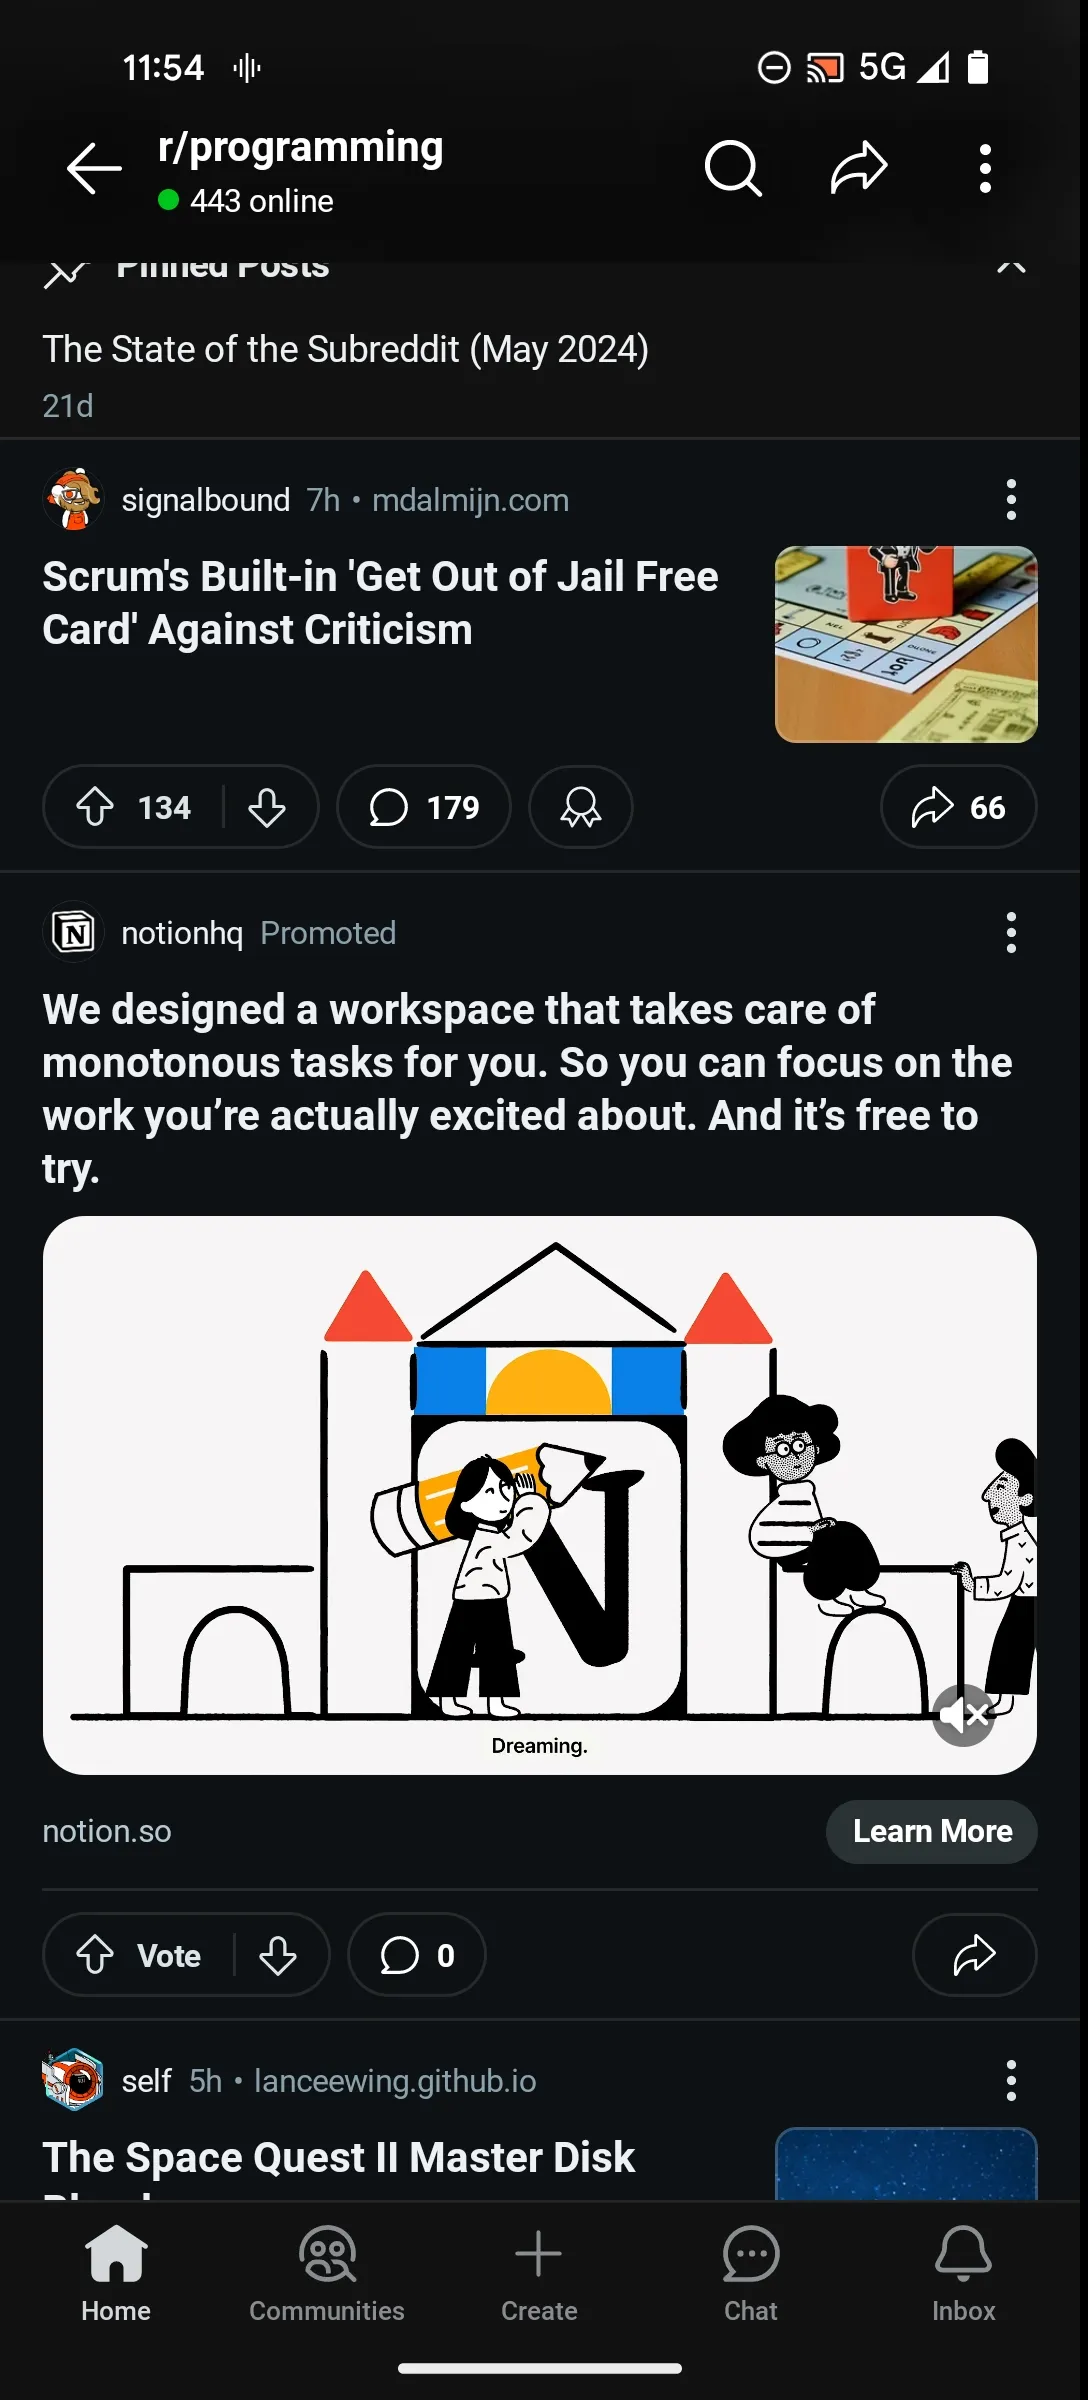 11:54
5G
r/programming
443 online
Pinned Posts
The State of the Subreddit (May 2024)
21d
signalbound 7h • mdalmijn.com
Scrum's Built-in 'Get Out of Jail Free
Card' Against Criticism
134
179
66
N
notionhq Promoted
We designed a workspace that takes care of
monotonous tasks for you. So you can focus on the
work you’re actually excited about. And it’s free to
try.
Dreaming.
notion.so
Learn More
Vote
0
self 5h • lanceewing.github.io
The Space Quest II Master Disk
Home
Communities
Create
Chat
Inbox